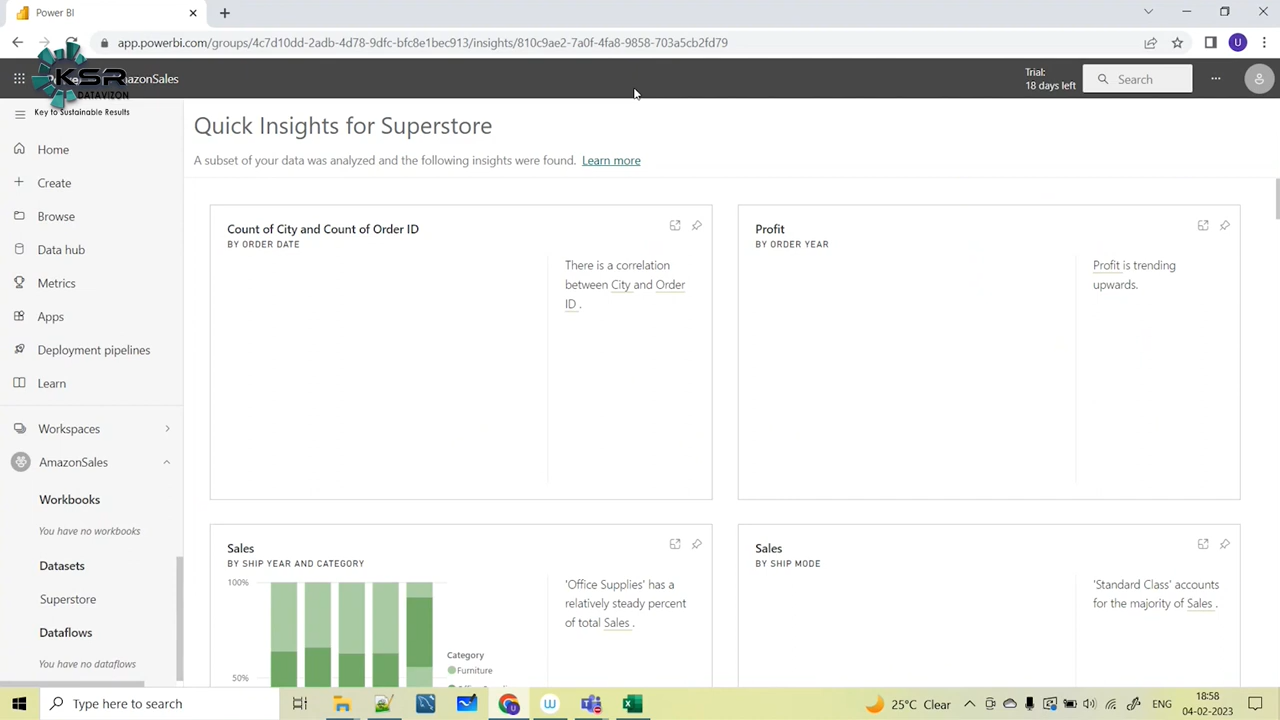 Power BI
app.powerbi.com/groups/4c7d10dd-2adb-4d78-9dfc-bfc8e1bec913/insights/810c9ae2-7a0f-4fa8-9858-703a5cb2fd79
U
KSR
DATAVIZON
Key to Sustainable Results
AmazonSales
Trial:
18 days left
Search
Home
Create
Browse
Data hub
Metrics
Apps
Deployment pipelines
Learn
Workspaces
AmazonSales
Workbooks
You have no workbooks
Datasets
Superstore
Dataflows
You have no dataflows
Quick Insights for Superstore
A subset of your data was analyzed and the following insights were found. Learn more
Count of City and Count of Order ID
BY ORDER DATE
There is a correlation
between City and Order
ID .
Profit
BY ORDER YEAR
Profit is trending
upwards.
Sales
BY SHIP YEAR AND CATEGORY
100%
50%
Category
Furniture
'Office Supplies' has a
relatively steady percent
of total Sales .
Sales
BY SHIP MODE
'Standard Class' accounts
for the majority of Sales .
Type here to search
25°C Clear
ENG
18:58
04-02-2023